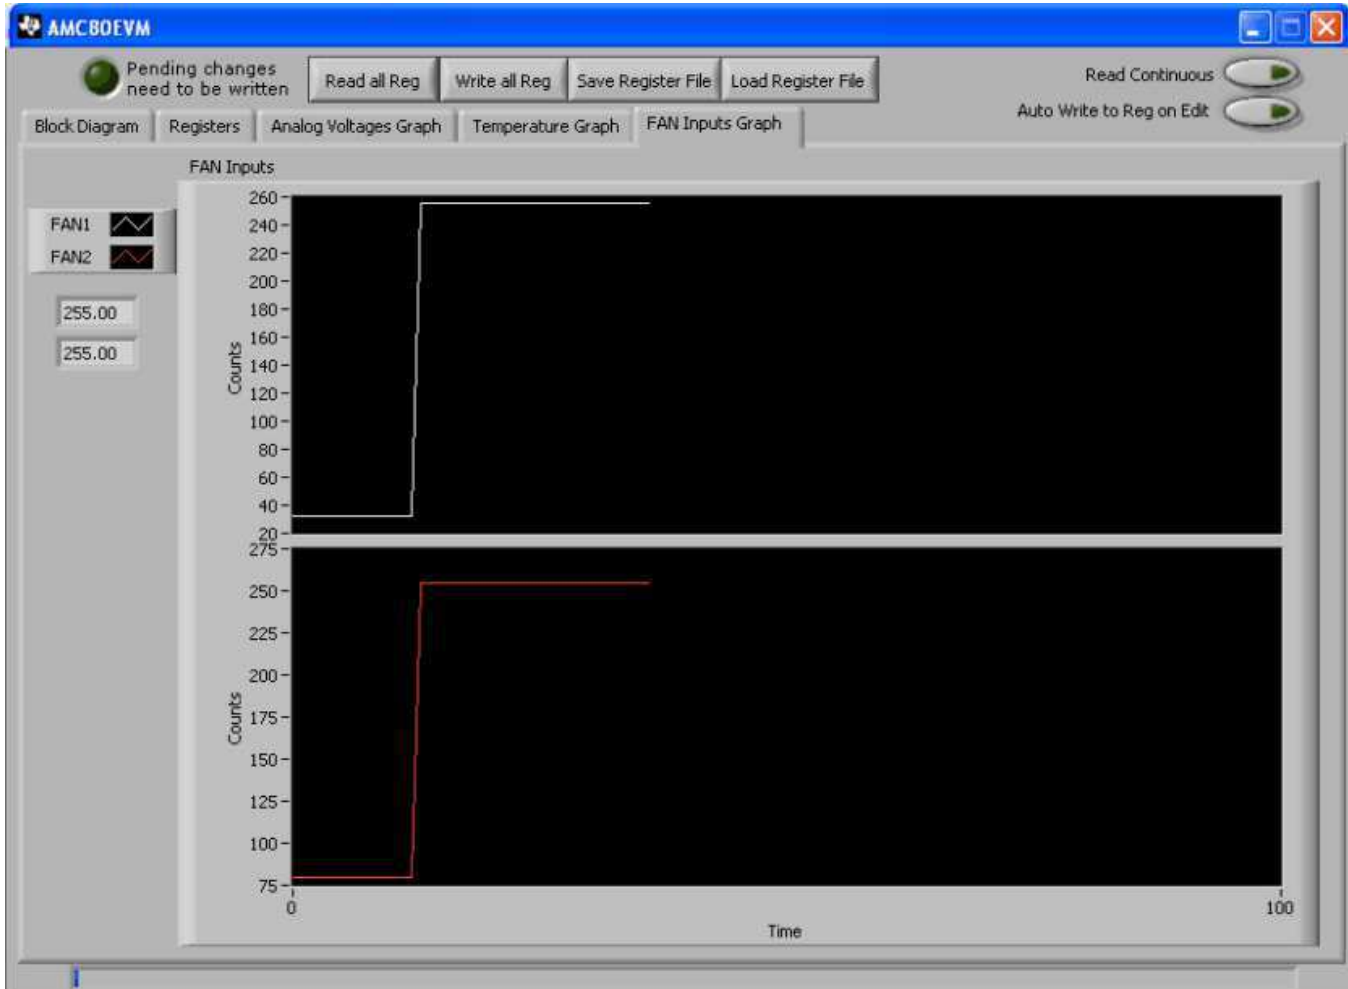 AMC80EVM
Pending changes
need to be written
Read all Reg
Write all Reg
Save Register File
Load Register File
Read Continuous
Auto Write to Reg on Edit
Block Diagram
Registers
Analog Voltages Graph
Temperature Graph
FAN Inputs Graph
FAN Inputs
FAN1
FAN2
255.00
255.00
Counts
260
240
220
200
180
160
140
120
100
80
60
40
20
Counts
275
250
225
200
175
150
125
100
75
0
100
Time